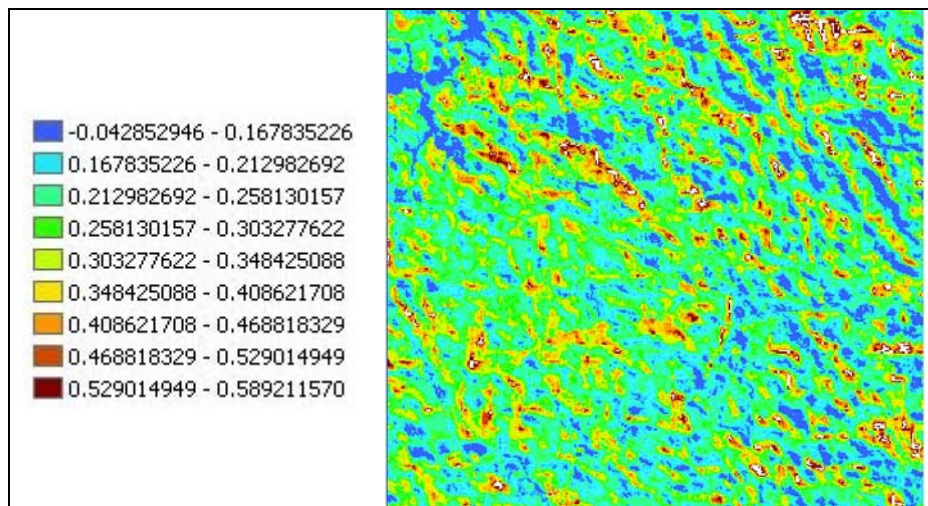 -0.042852946 - 0.167835226
0.167835226 - 0.212982692
0.212982692 - 0.258130157
0.258130157 - 0.303277622
0.303277622 - 0.348425088
0.348425088 - 0.408621708
0.408621708 - 0.468818329
0.468818329 - 0.529014949
0.529014949 - 0.589211570